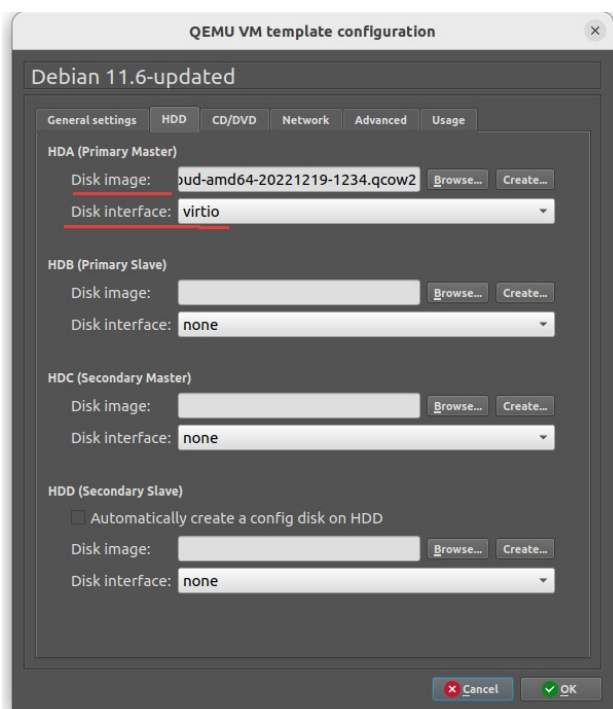 QEMU VM template configuration
Debian 11.6-updated
General settings HDD CD/DVD Network Advanced Usage
HDA (Primary Master)
Disk image: oud-amd64-20221219-1234.qcow2 Browse... Create...
Disk interface: virtio
HDB (Primary Slave)
Disk image: Browse... Create...
Disk interface: none
HDC (Secondary Master)
Disk image: Browse... Create...
Disk interface: none
HDD (Secondary Slave)
Automatically create a config disk on HDD
Disk image: Browse... Create...
Disk interface: none
Cancel OK